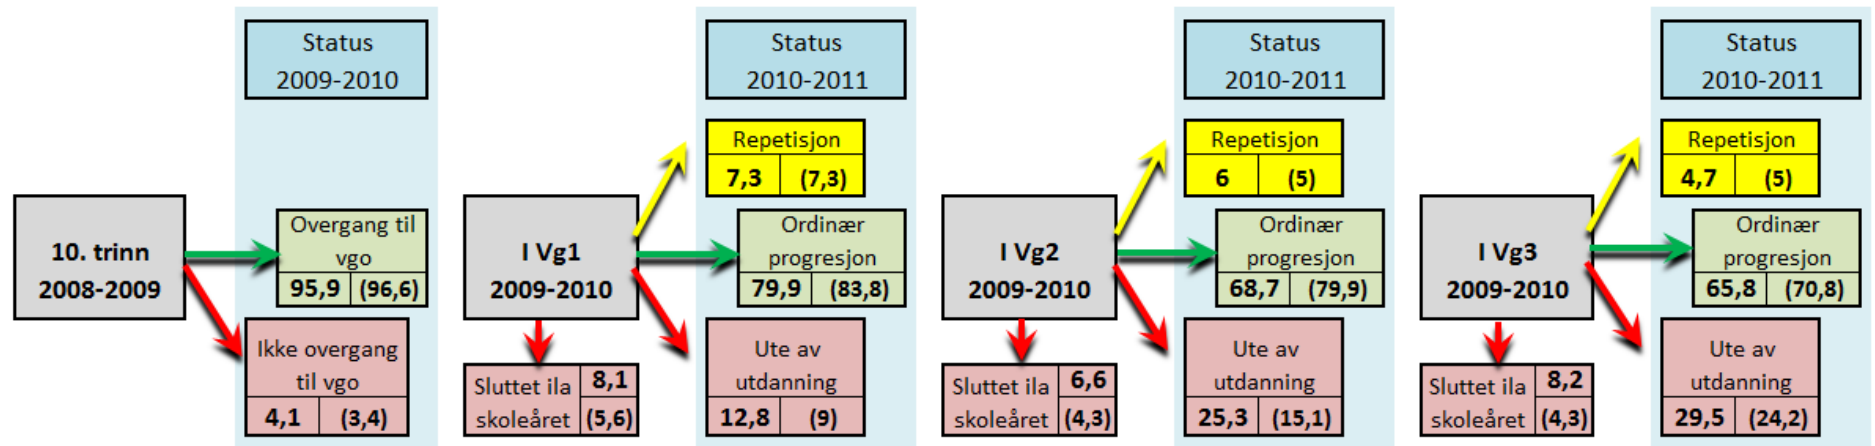 Status
2009-2010
10. trinn
2008-2009
Overgang til
vgo
95,9 (96,6)
Ikke overgang
til vgo
4,1 (3,4)
Status
2010-2011
I Vg1
2009-2010
Repetisjon
7,3 (7,3)
Ordinær
progresjon
79,9 (83,8)
Sluttet ila 8,1
skoleåret (5,6)
Ute av
utdanning
12,8 (9)
Status
2010-2011
I Vg2
2009-2010
Repetisjon
6 (5)
Ordinær
progresjon
68,7 (79,9)
Sluttet ila 6,6
skoleåret (4,3)
Ute av
utdanning
25,3 (15,1)
Status
2010-2011
I Vg3
2009-2010
Repetisjon
4,7 (5)
Ordinær
progresjon
65,8 (70,8)
Sluttet ila 8,2
skoleåret (4,3)
Ute av
utdanning
29,5 (24,2)